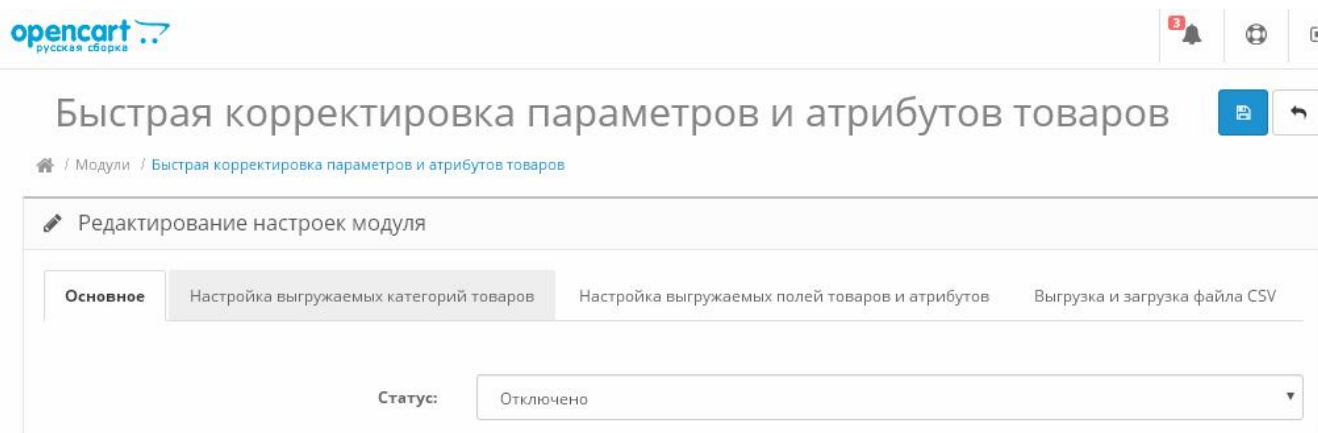 opencart
русская сборка
3
Быстрая корректировка параметров и атрибутов товаров
/ Модули / Быстрая корректировка параметров и атрибутов товаров
Редактирование настроек модуля
Основное Настройка выгружаемых категорий товаров Настройка выгружаемых полей товаров и атрибутов Выгрузка и загрузка файла CSV
Статус: Отключено